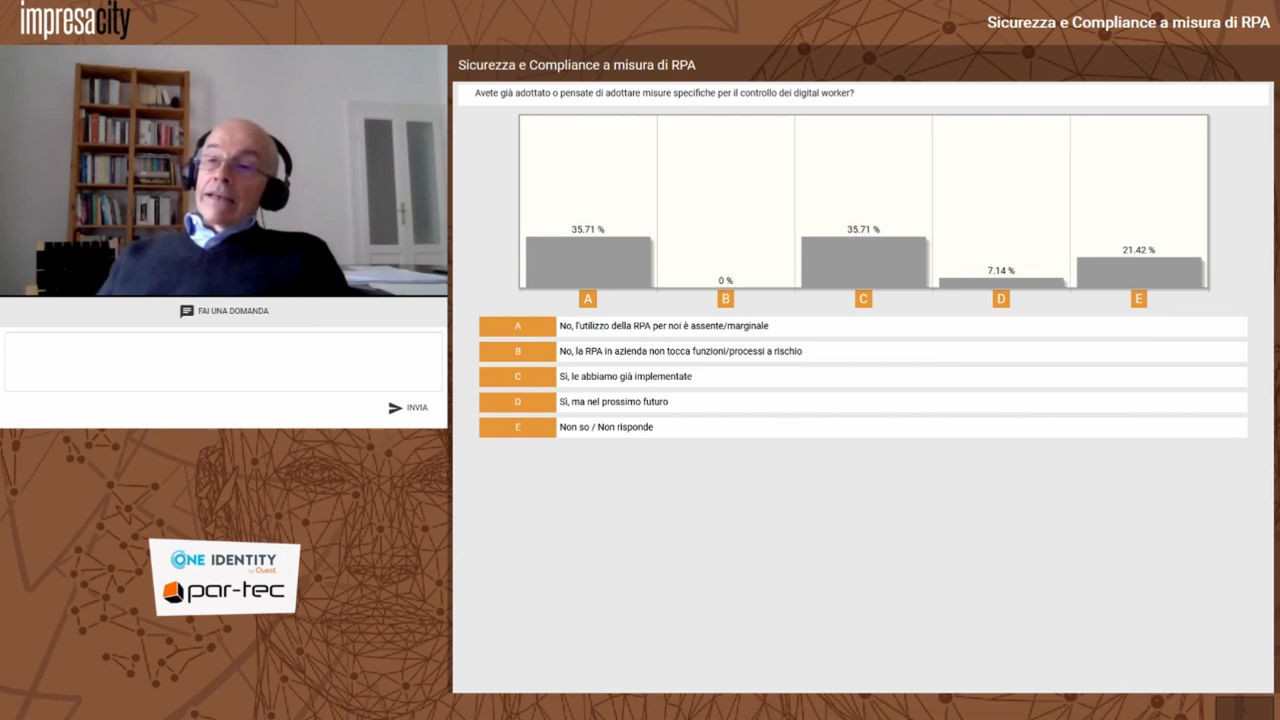 impresacity
Sicurezza e Compliance a misura di RPA
Sicurezza e Compliance a misura di RPA
Avete già adottato o pensate di adottare misure specifiche per il controllo dei digital worker?
35.71 %
0 %
35.71 %
7.14 %
21.42 %
A
B
C
D
E
A No, l'utilizzo della RPA per noi è assente/marginale
B No, la RPA in azienda non tocca funzioni/processi a rischio
C Sì, le abbiamo già implementate
D Sì, ma nel prossimo futuro
E Non so / Non risponde
FAI UNA DOMANDA
INVIA
ONE IDENTITY
by Quest
par-tec